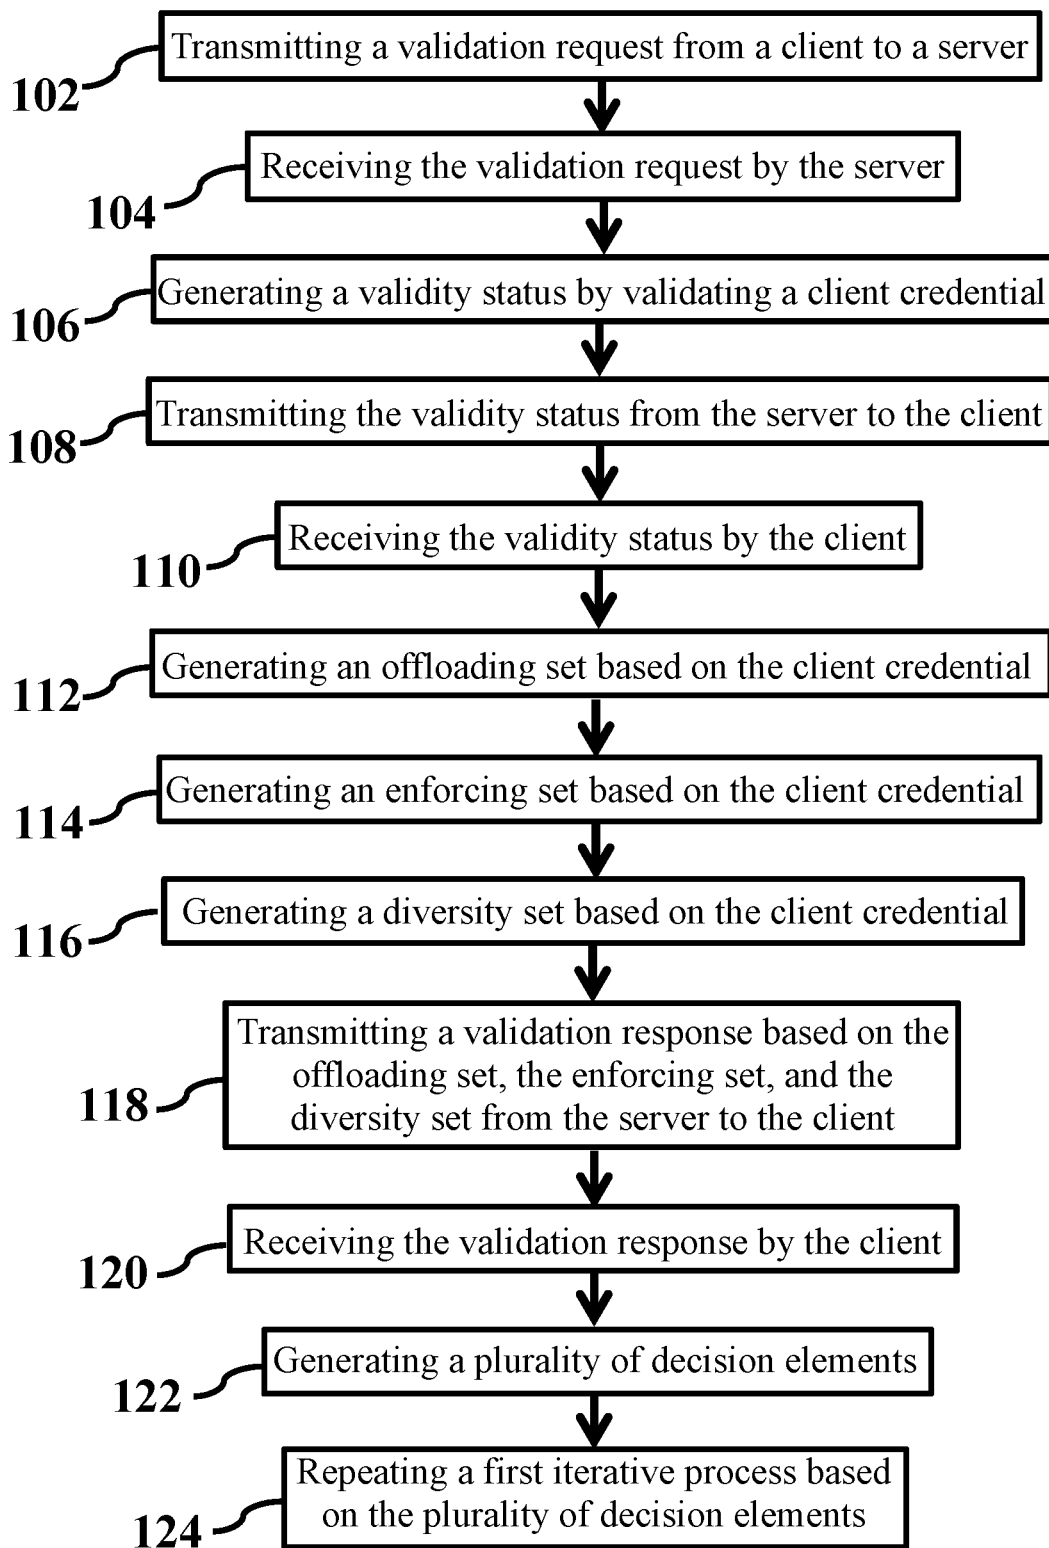 Transmitting a validation request from a client to a server
102
Receiving the validation request by the server
104
Generating a validity status by validating a client credential
106
Transmitting the validity status from the server to the client
108
Receiving the validity status by the client
110
Generating an offloading set based on the client credential
112
Generating an enforcing set based on the client credential
114
Generating a diversity set based on the client credential
116
Transmitting a validation response based on the
offloading set, the enforcing set, and the
diversity set from the server to the client
118
Receiving the validation response by the client
120
Generating a plurality of decision elements
122
Repeating a first iterative process based
on the plurality of decision elements
124